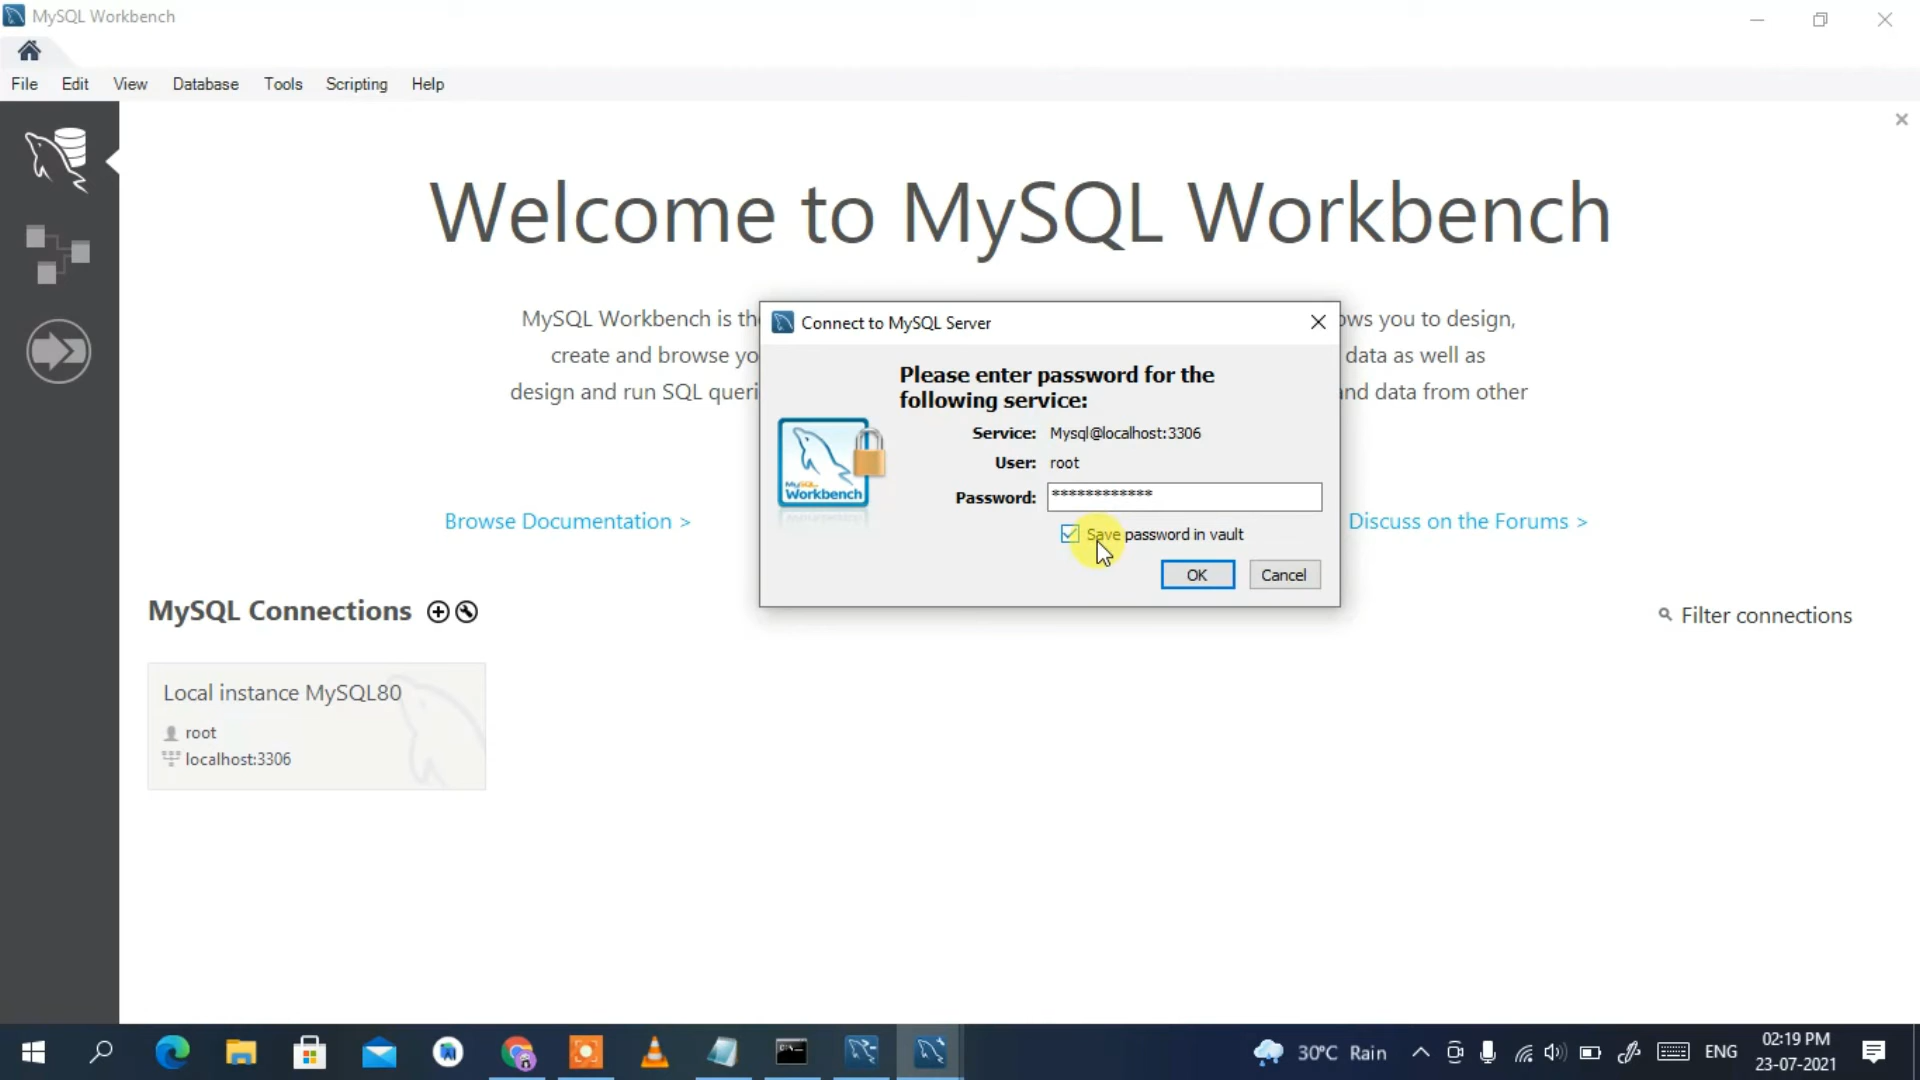 MySQL Workbench
File Edit View Database Tools Scripting Help
Welcome to MySQL Workbench
MySQL Workbench is th
ows you to design,
create and browse yo
data as well as
design and run SQL queri
nd data from other
Connect to MySQL Server
Please enter password for the
following service:
Service: Mysql@localhost:3306
User: root
Password: ************
Save password in vault
OK Cancel
MySQL
Workbench
Browse Documentation >
Discuss on the Forums >
MySQL Connections
Filter connections
Local instance MySQL80
root
localhost:3306
30°C Rain
ENG
02:19 PM
23-07-2021